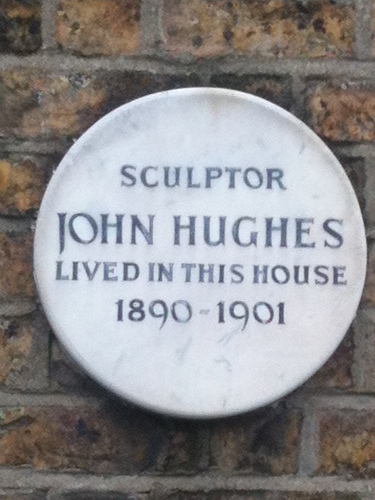 SCULPTOR
JOHN HUGHES
LIVED IN THIS HOUSE
1890-1901